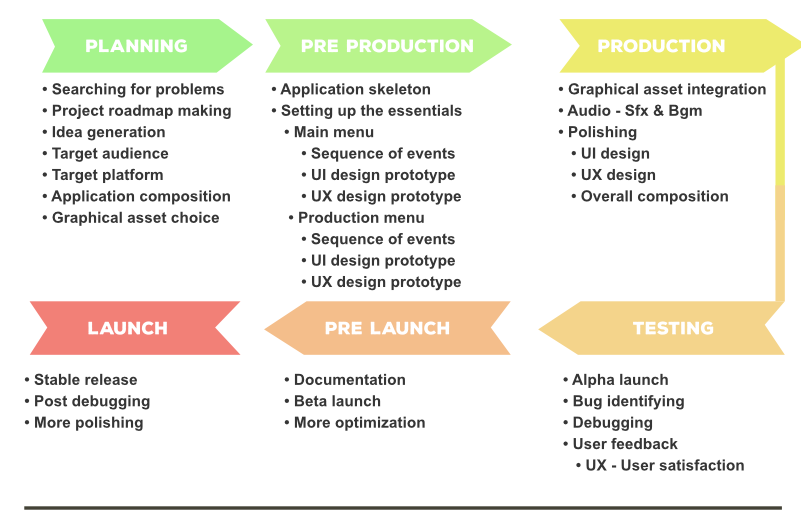 PLANNING
• Searching for problems
• Project roadmap making
• Idea generation
• Target audience
• Target platform
• Application composition
• Graphical asset choice
PRE PRODUCTION
• Application skeleton
• Setting up the essentials
• Main menu
• Sequence of events
• UI design prototype
• UX design prototype
• Production menu
• Sequence of events
• UI design prototype
• UX design prototype
PRODUCTION
• Graphical asset integration
• Audio - Sfx & Bgm
• Polishing
• UI design
• UX design
• Overall composition
TESTING
• Alpha launch
• Bug identifying
• Debugging
• User feedback
• UX - User satisfaction
PRE LAUNCH
• Documentation
• Beta launch
• More optimization
LAUNCH
• Stable release
• Post debugging
• More polishing